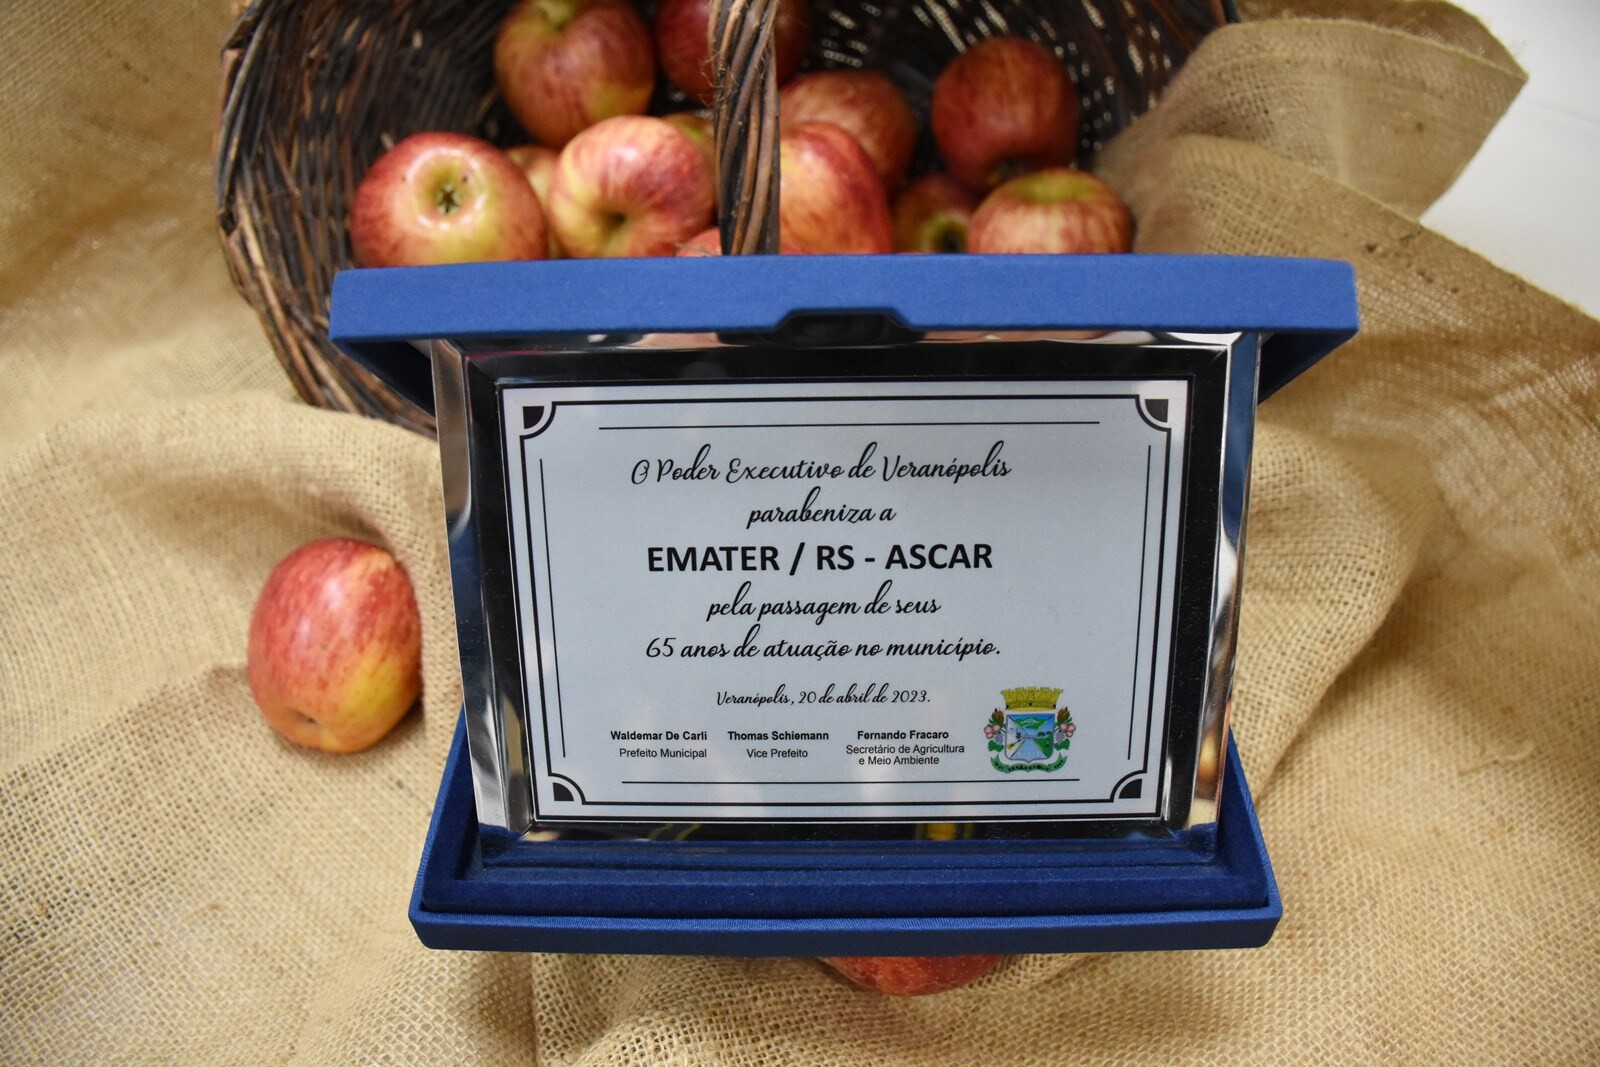 O Poder Executivo de Veranópolis
parabeniza a
EMATER / RS - ASCAR
pela passagem de seus
65 anos de atuação no município.
Veranópolis, 20 de abril de 2023.
Waldemar De Carli
Prefeito Municipal
Thomas Schiemann
Vice Prefeito
Fernando Fracaro
Secretário de Agricultura
e Meio Ambiente